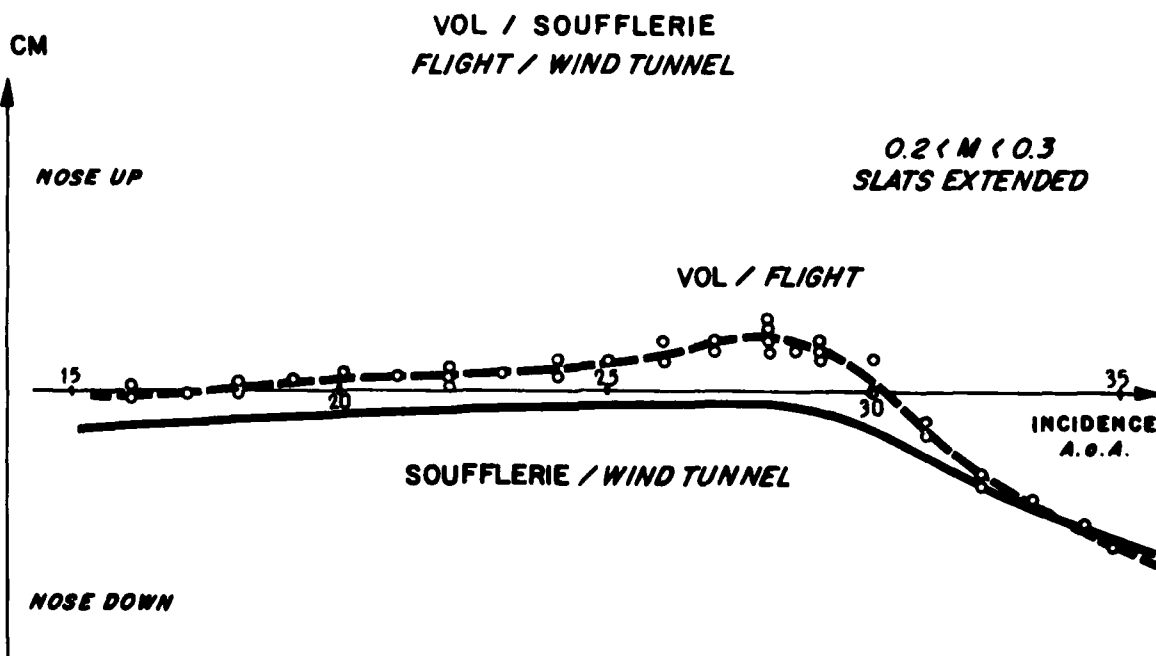 VOL / SOUFFLERIE
FLIGHT / WIND TUNNEL
CM
0.2 < M < 0.3
SLATS EXTENDED
NOSE UP
VOL / FLIGHT
15
20
25
30
35
INCIDENCE
A.o.A.
SOUFFLERIE / WIND TUNNEL
NOSE DOWN